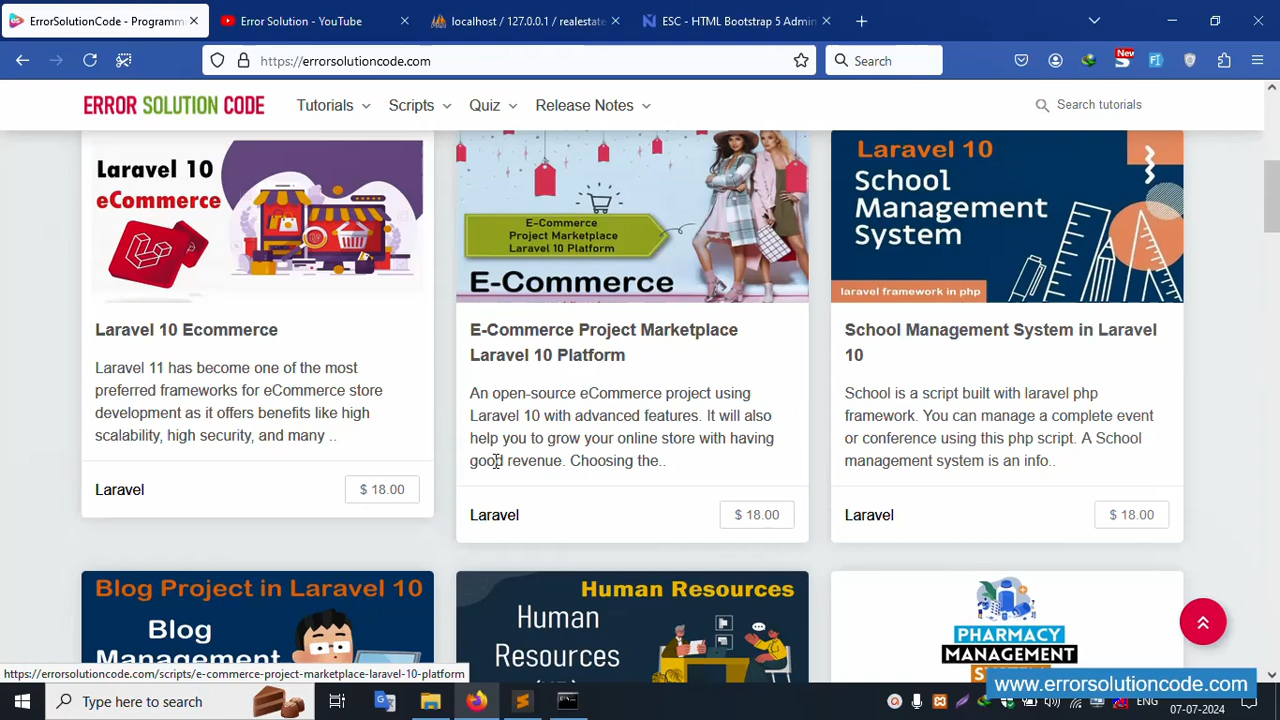 ErrorSolutionCode - Programm
Error Solution - YouTube
localhost / 127.0.0.1 / realestate
ESC - HTML Bootstrap 5 Admin
https://errorsolutioncode.com
Search
New
ERROR SOLUTION CODE
Tutorials
Scripts
Quiz
Release Notes
Search tutorials
Laravel 10
eCommerce
E-Commerce
Project Marketplace
Laravel 10 Platform
E-Commerce
Laravel 10
School
Management
System
laravel framework in php
Laravel 10 Ecommerce
Laravel 11 has become one of the most
preferred frameworks for eCommerce store
development as it offers benefits like high
scalability, high security, and many ..
Laravel
$ 18.00
E-Commerce Project Marketplace
Laravel 10 Platform
An open-source eCommerce project using
Laravel 10 with advanced features. It will also
help you to grow your online store with having
good revenue. Choosing the..
Laravel
$ 18.00
School Management System in Laravel
10
School is a script built with laravel php
framework. You can manage a complete event
or conference using this php script. A School
management system is an info..
Laravel
$ 18.00
Blog Project in Laravel 10
Blog
Management
Human Resources
Human
Resources
PHARMACY
MANAGEMENT
https://errorsolutioncode.com/scripts/e-commerce-project-marketplace-laravel-10-platform
www.errorsolutioncode.com
Type here to search
ENG
07-07-2024